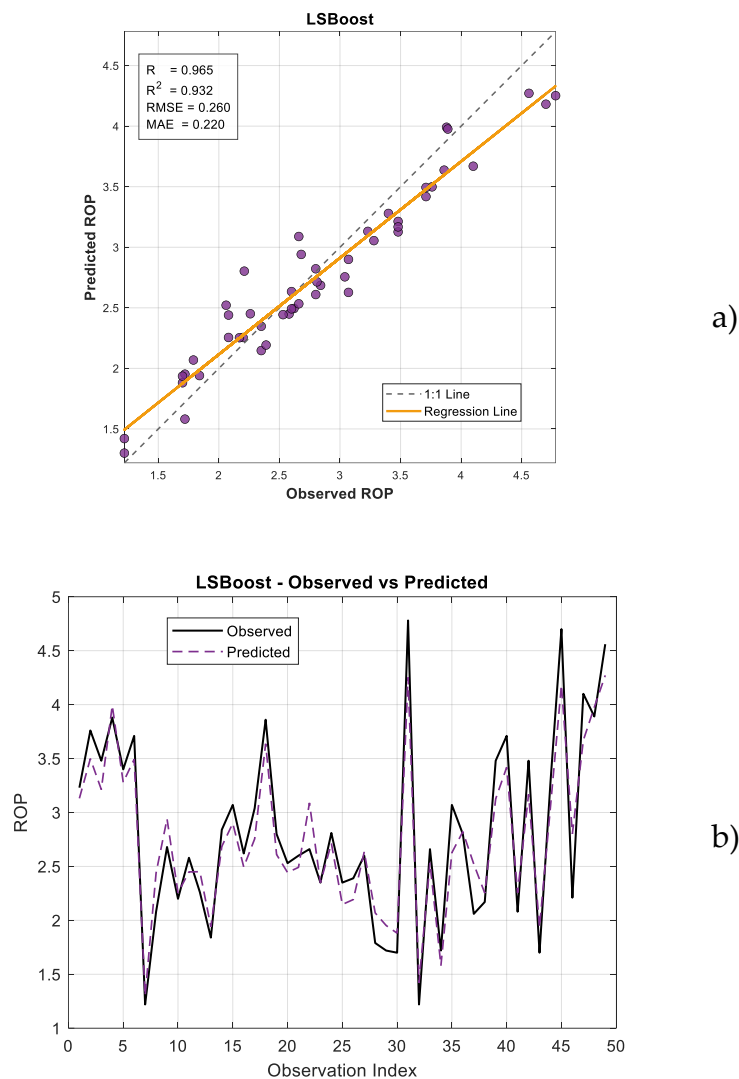 LSBoost
R = 0.965
R² = 0.932
RMSE = 0.260
MAE = 0.220
4.5
4
3.5
3
2.5
2
1.5
Predicted ROP
1:1 Line
Regression Line
1.5 2 2.5 3 3.5 4 4.5
Observed ROP
a)
LSBoost - Observed vs Predicted
Observed
Predicted
5
4.5
4
3.5
3
2.5
2
1.5
1
ROP
0 5 10 15 20 25 30 35 40 45 50
Observation Index
b)